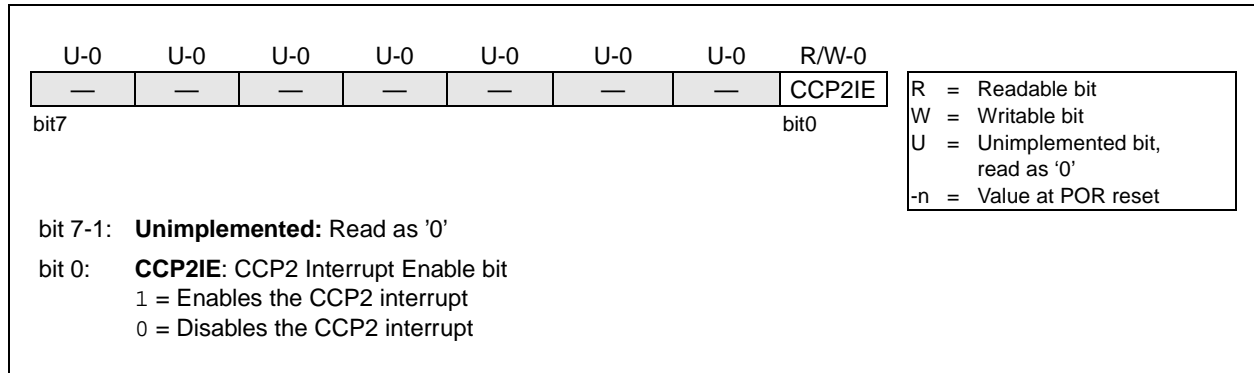 U-0 U-0 U-0 U-0 U-0 U-0 U-0 R/W-0
— — — — — — — CCP2IE
bit7 bit0
R = Readable bit
W = Writable bit
U = Unimplemented bit,
read as ‘0’
-n = Value at POR reset
bit 7-1: Unimplemented: Read as '0'
bit 0: CCP2IE: CCP2 Interrupt Enable bit
1 = Enables the CCP2 interrupt
0 = Disables the CCP2 interrupt